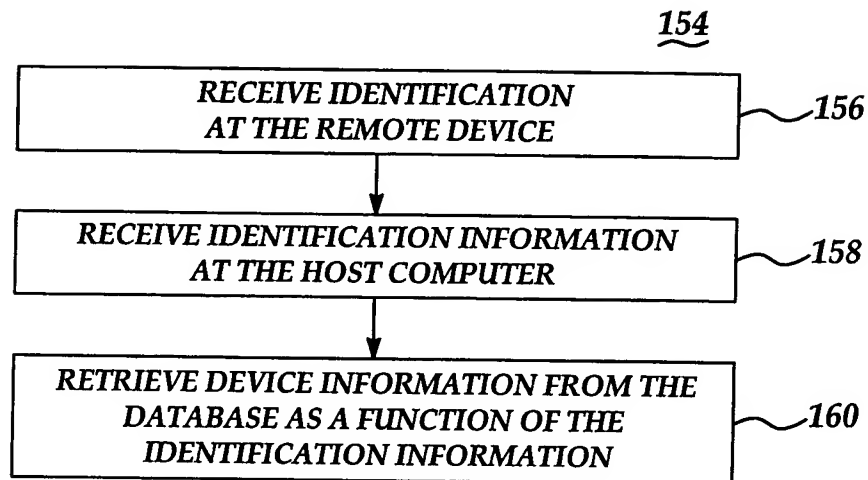 154
RECEIVE IDENTIFICATION
AT THE REMOTE DEVICE
156
RECEIVE IDENTIFICATION INFORMATION
AT THE HOST COMPUTER
158
RETRIEVE DEVICE INFORMATION FROM THE
DATABASE AS A FUNCTION OF THE
IDENTIFICATION INFORMATION
160